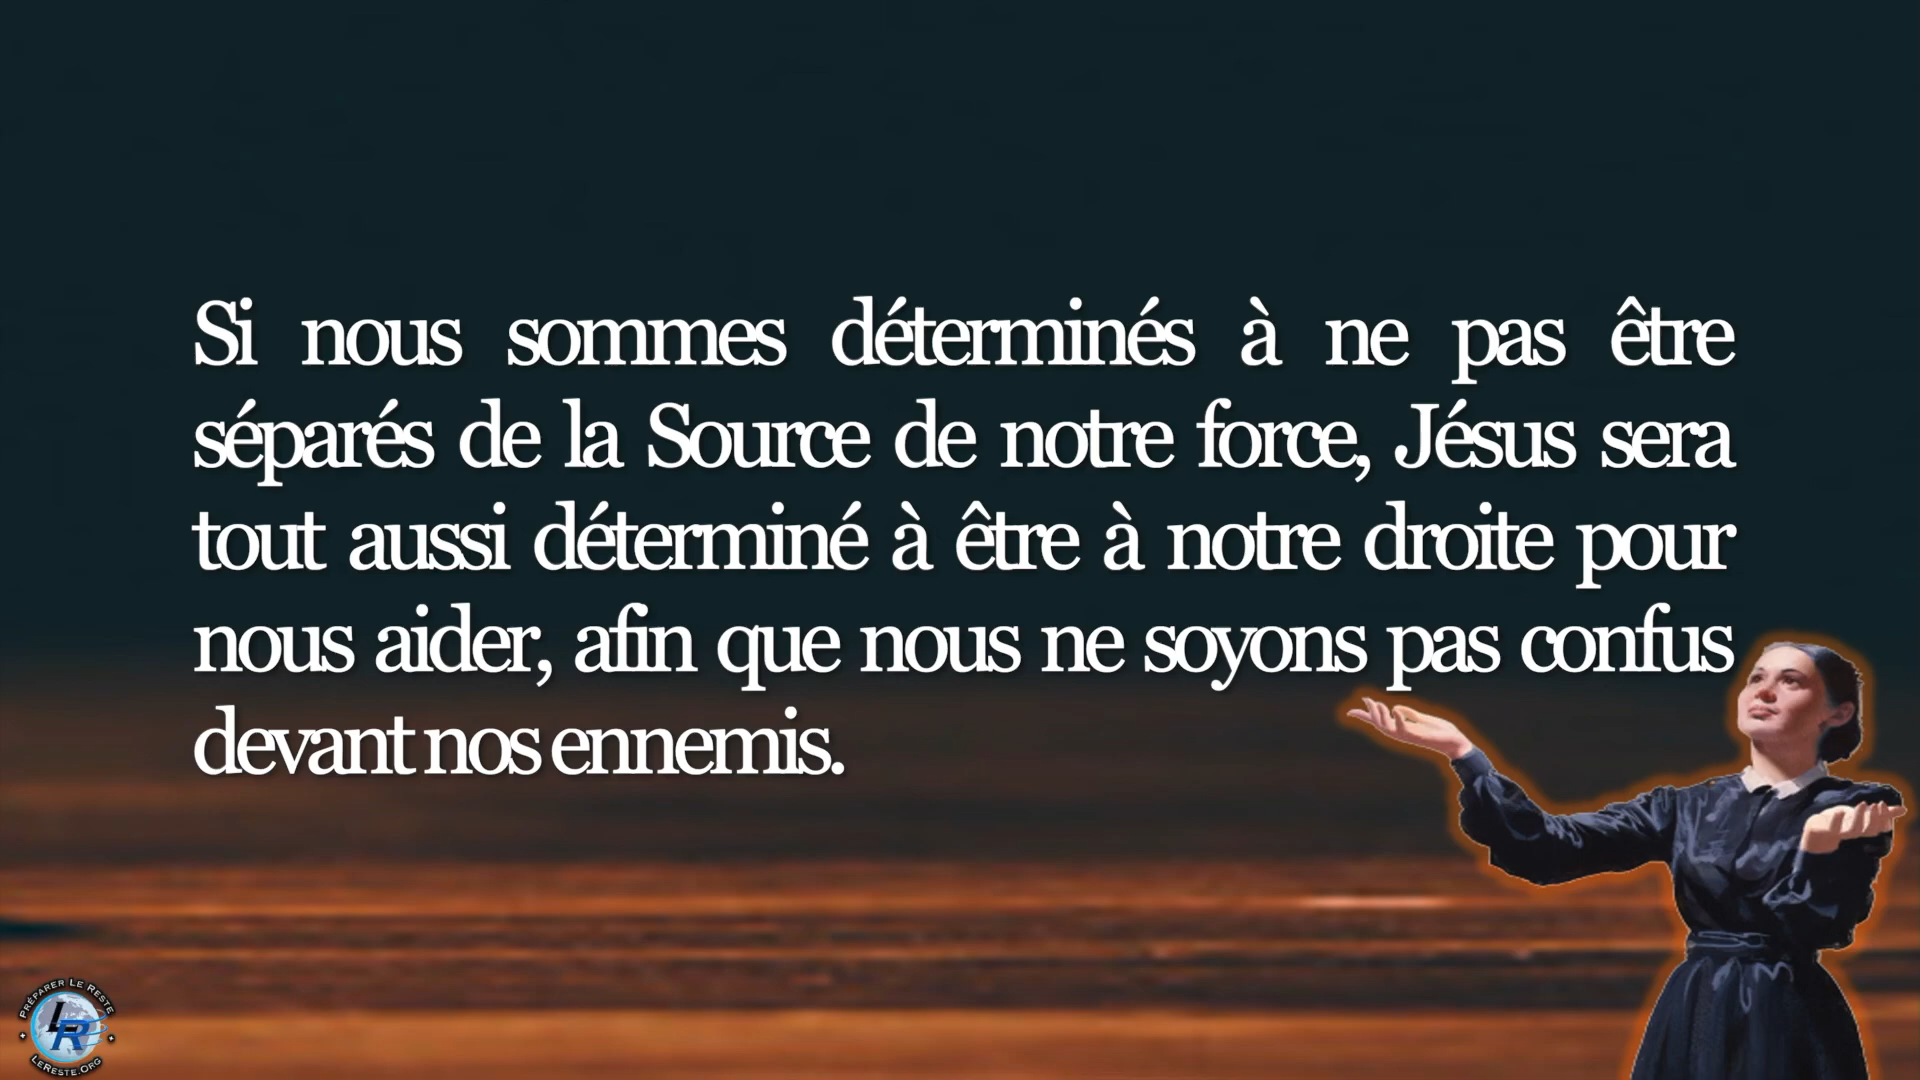 Si nous sommes déterminés à ne pas être
séparés de la Source de notre force, Jésus sera
tout aussi déterminé à être à notre droite pour
nous aider, afin que nous ne soyons pas confus
devant nos ennemis.
PRÉPARER LE RESTE
LR
LERESTE.ORG